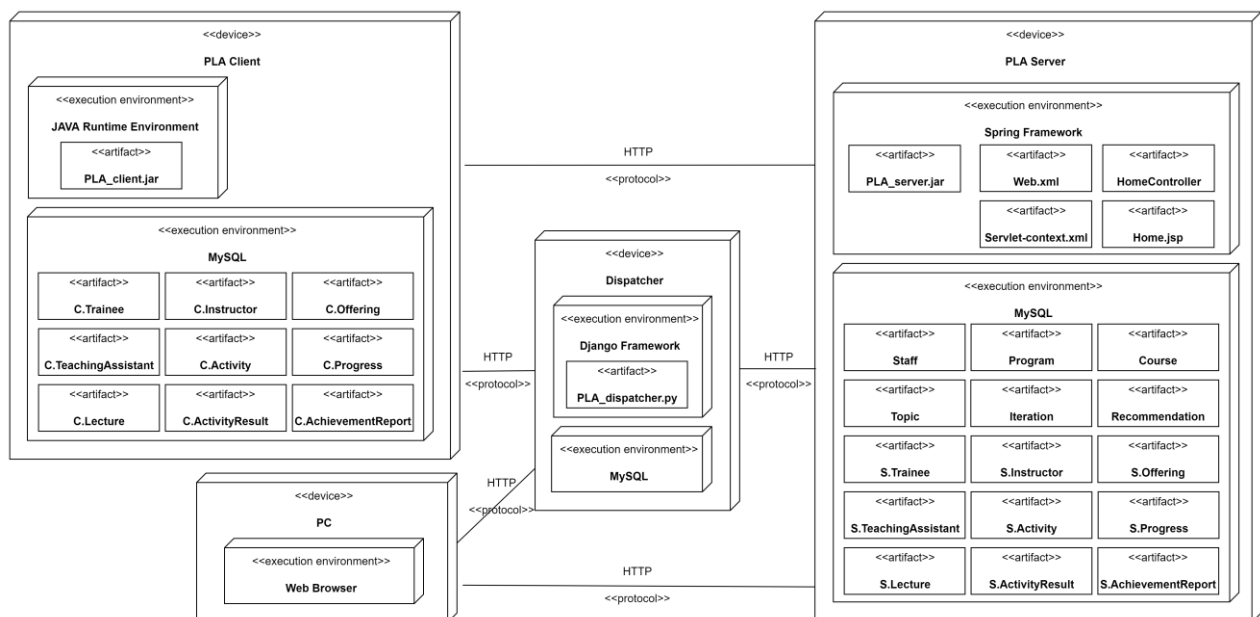 <<device>>
PLA Client
<<execution environment>>
JAVA Runtime Environment
<<artifact>>
PLA_client.jar
<<execution environment>>
MySQL
<<artifact>>
C.Trainee
<<artifact>>
C.Instructor
<<artifact>>
C.Offering
<<artifact>>
C.TeachingAssistant
<<artifact>>
C.Activity
<<artifact>>
C.Progress
<<artifact>>
C.Lecture
<<artifact>>
C.ActivityResult
<<artifact>>
C.AchievementReport
HTTP
<<protocol>>
HTTP
<<protocol>>
<<device>>
Dispatcher
<<execution environment>>
Django Framework
<<artifact>>
PLA_dispatcher.py
<<execution environment>>
MySQL
HTTP
<<protocol>>
<<device>>
PC
<<execution environment>>
Web Browser
HTTP
<<protocol>>
HTTP
<<protocol>>
<<device>>
PLA Server
<<execution environment>>
Spring Framework
<<artifact>>
PLA_server.jar
<<artifact>>
Web.xml
<<artifact>>
HomeController
<<artifact>>
Servlet-context.xml
<<artifact>>
Home.jsp
<<execution environment>>
MySQL
<<artifact>>
Staff
<<artifact>>
Program
<<artifact>>
Course
<<artifact>>
Topic
<<artifact>>
Iteration
<<artifact>>
Recommendation
<<artifact>>
S.Trainee
<<artifact>>
S.Instructor
<<artifact>>
S.Offering
<<artifact>>
S.TeachingAssistant
<<artifact>>
S.Activity
<<artifact>>
S.Progress
<<artifact>>
S.Lecture
<<artifact>>
S.ActivityResult
<<artifact>>
S.AchievementReport